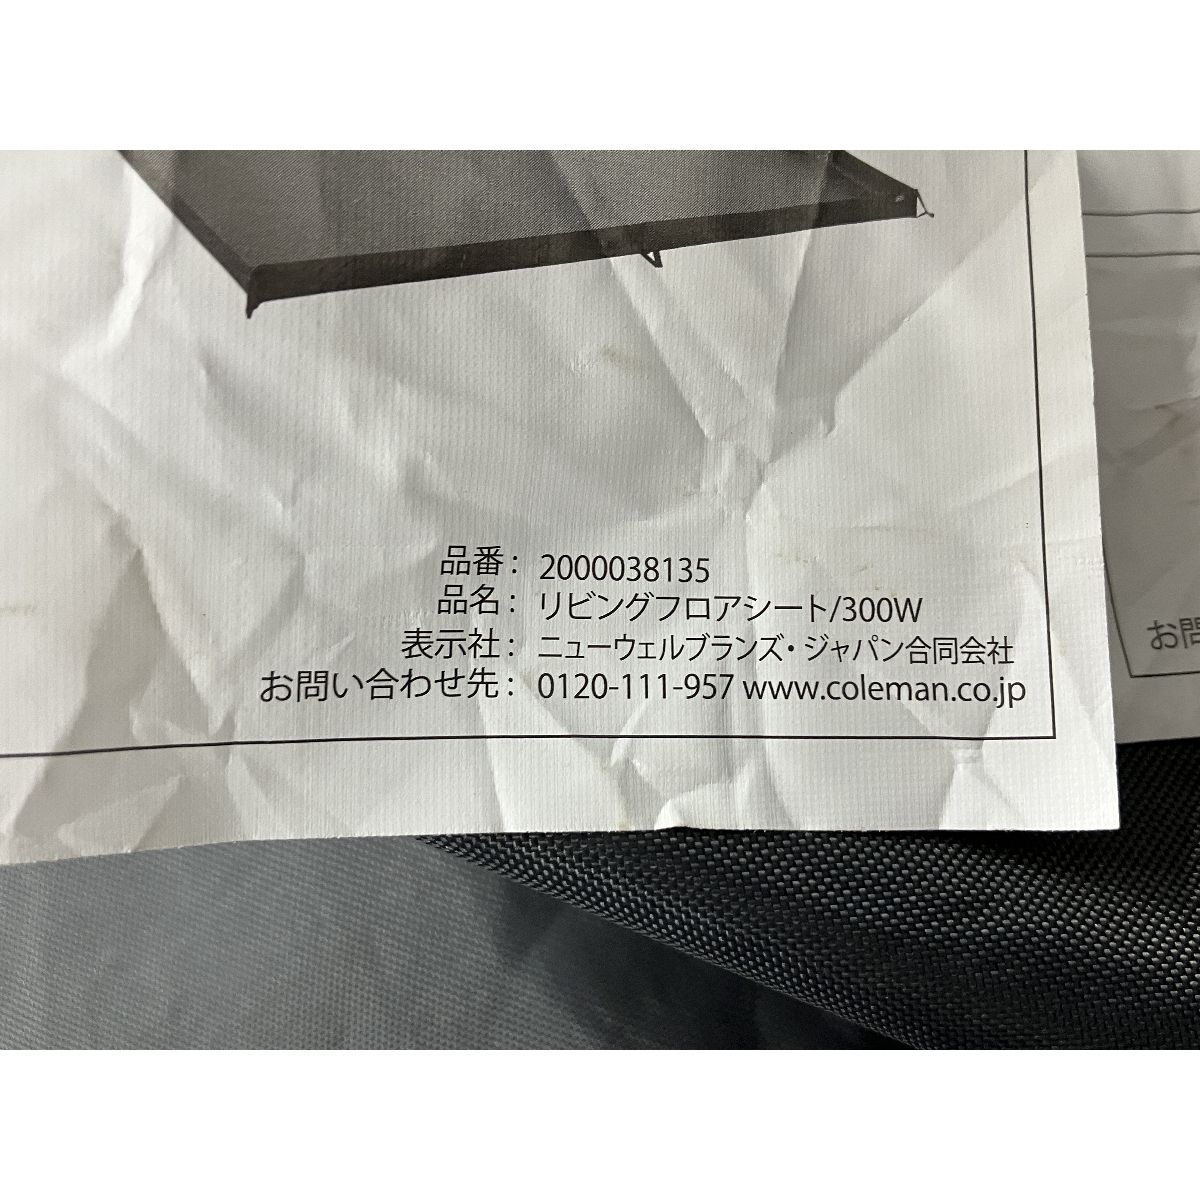 品番： 2000038135
品名： リビングフロアシート/300W
表示社： ニューウェルブランズ・ジャパン合同会社
お問い合わせ先： 0120-111-957 www.coleman.co.jp
お問